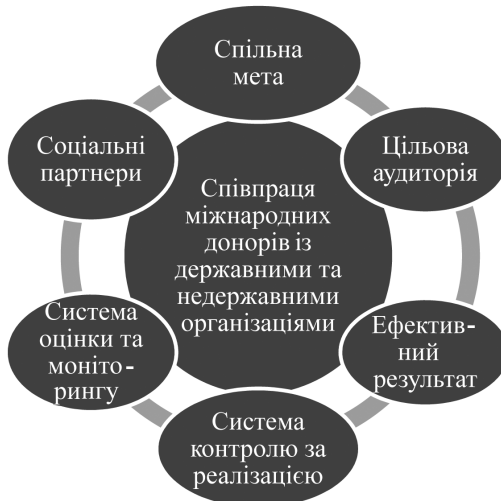 Спільна
мета
Цільова
аудиторія
Ефектив-
ний
результат
Система
контролю за
реалізацією
Система
оцінки та
моніто-
рингу
Соціальні
партнери
Співпраця
міжнародних
донорів із
державними та
недержавними
організаціями